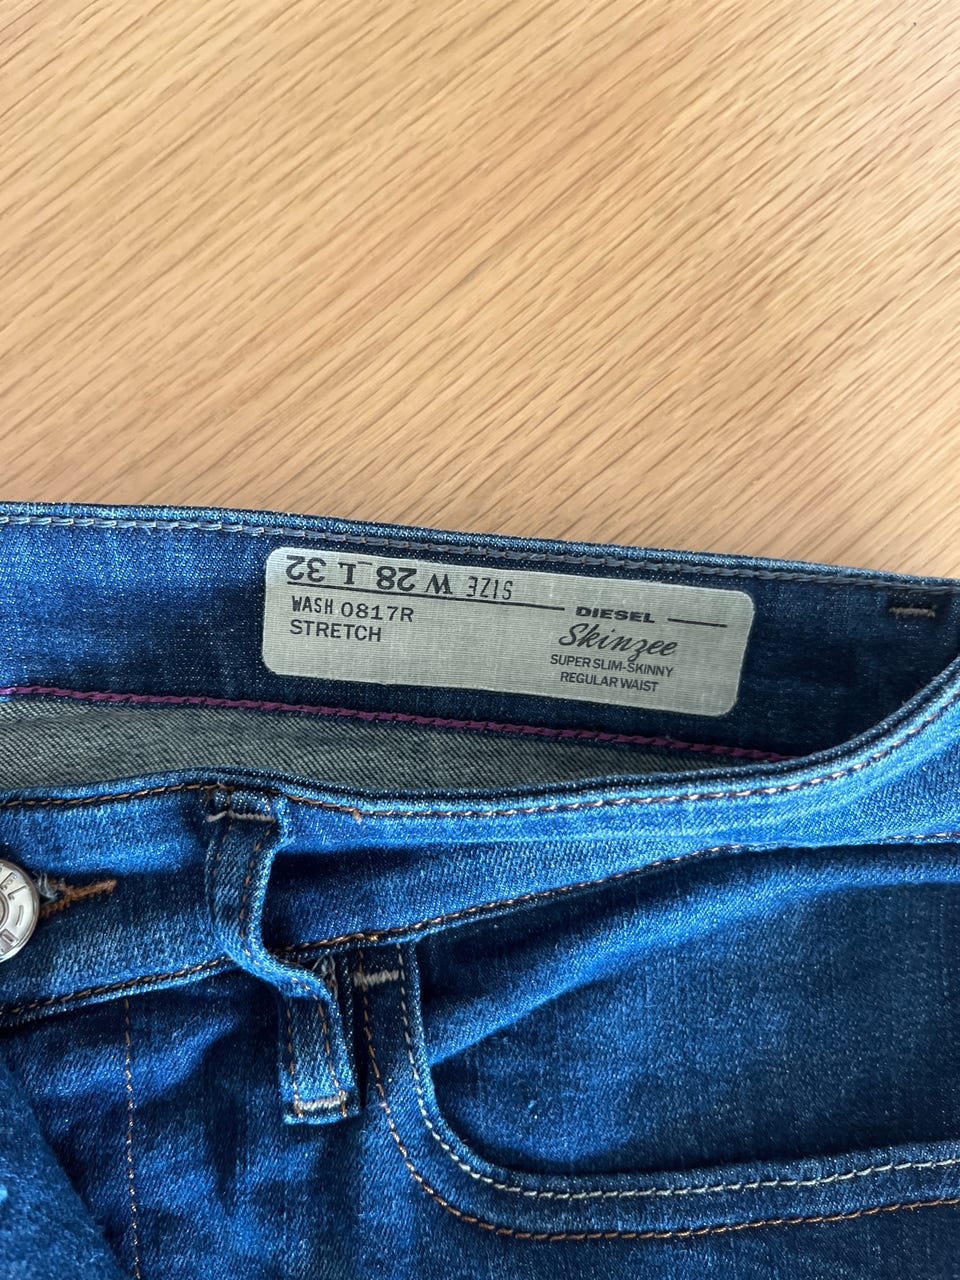 SIZE W 28 L 32
WASH 0817R
STRETCH
DIESEL
Skinzee
SUPER SLIM-SKINNY
REGULAR WAIST